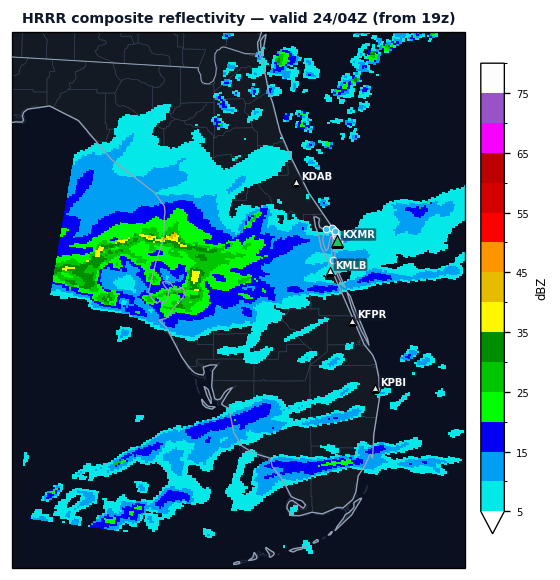 HRRR composite reflectivity — valid 24/04Z (from 19z)
KDAB
KXMR
KMLB
KFPR
KPBI
75
65
55
45
35
25
15
5
dBZ